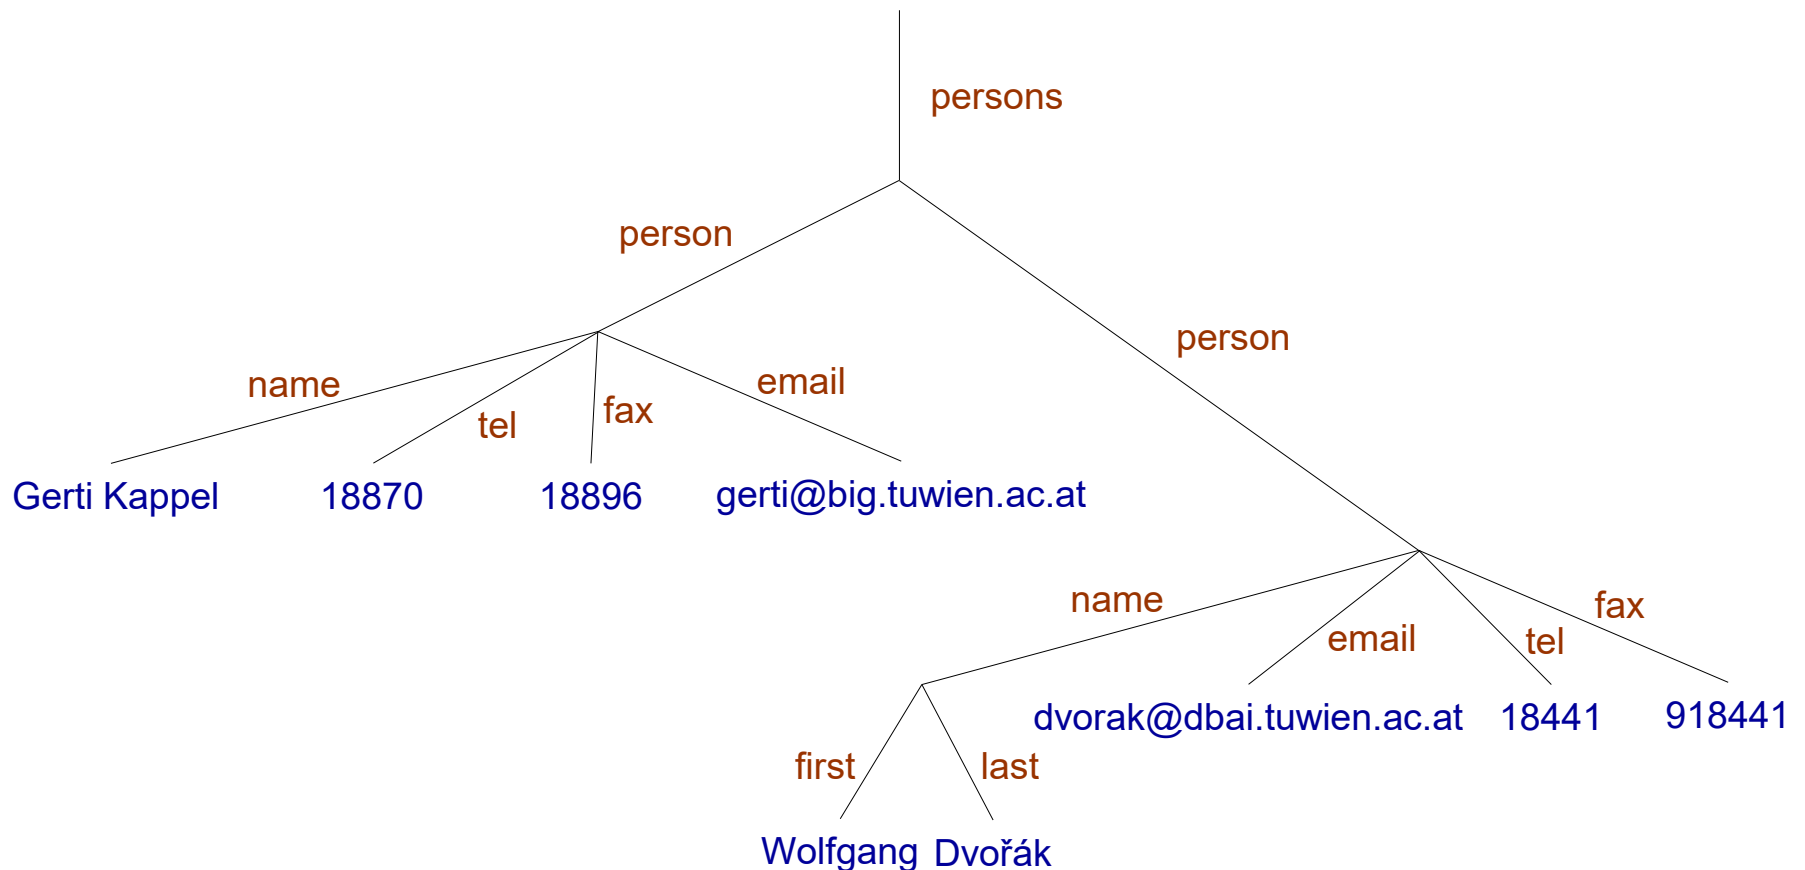 persons
person
person
name
tel
fax
email
Gerti Kappel
18870
18896
gerti@big.tuwien.ac.at
name
email
tel
fax
dvorak@dbai.tuwien.ac.at
18441
918441
first
last
Wolfgang
Dvořák